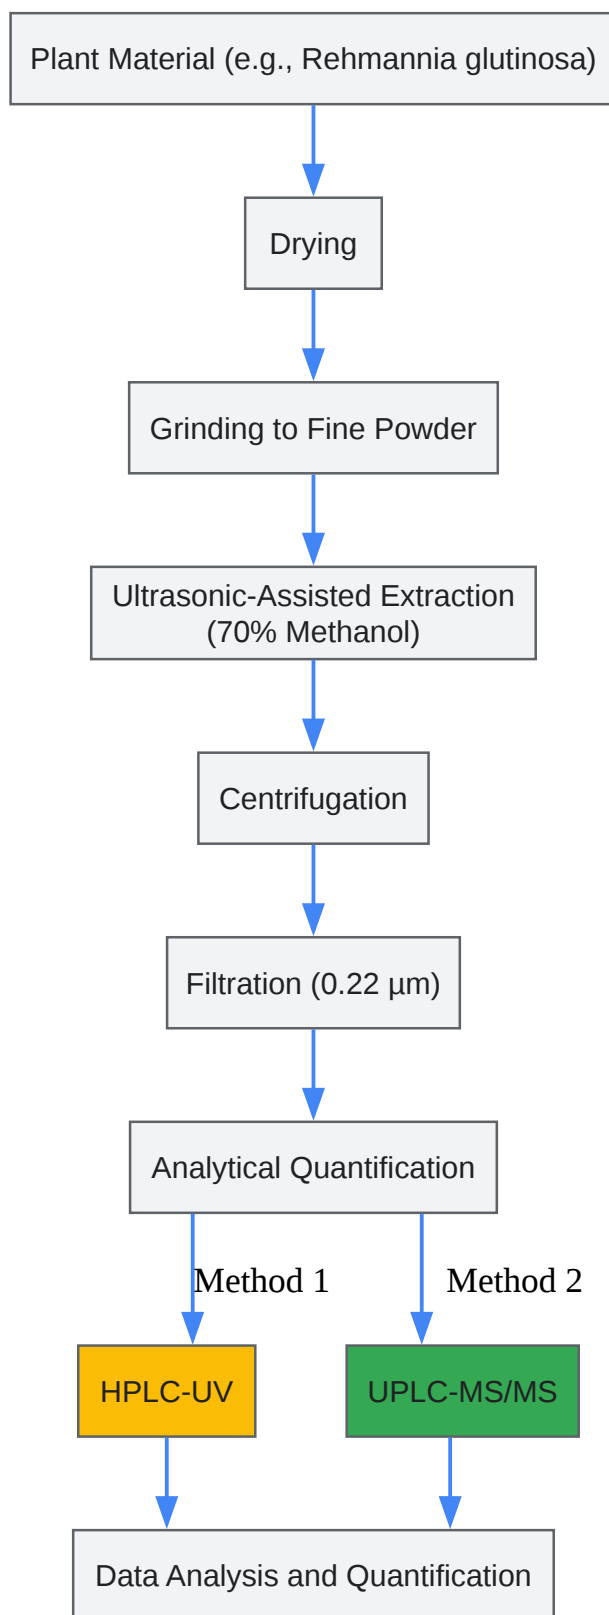 Plant Material (e.g., Rehmannia glutinosa)
Drying
Grinding to Fine Powder
Ultrasonic-Assisted Extraction
(70% Methanol)
Centrifugation
Filtration (0.22 µm)
Analytical Quantification
Method 1
Method 2
HPLC-UV
UPLC-MS/MS
Data Analysis and Quantification